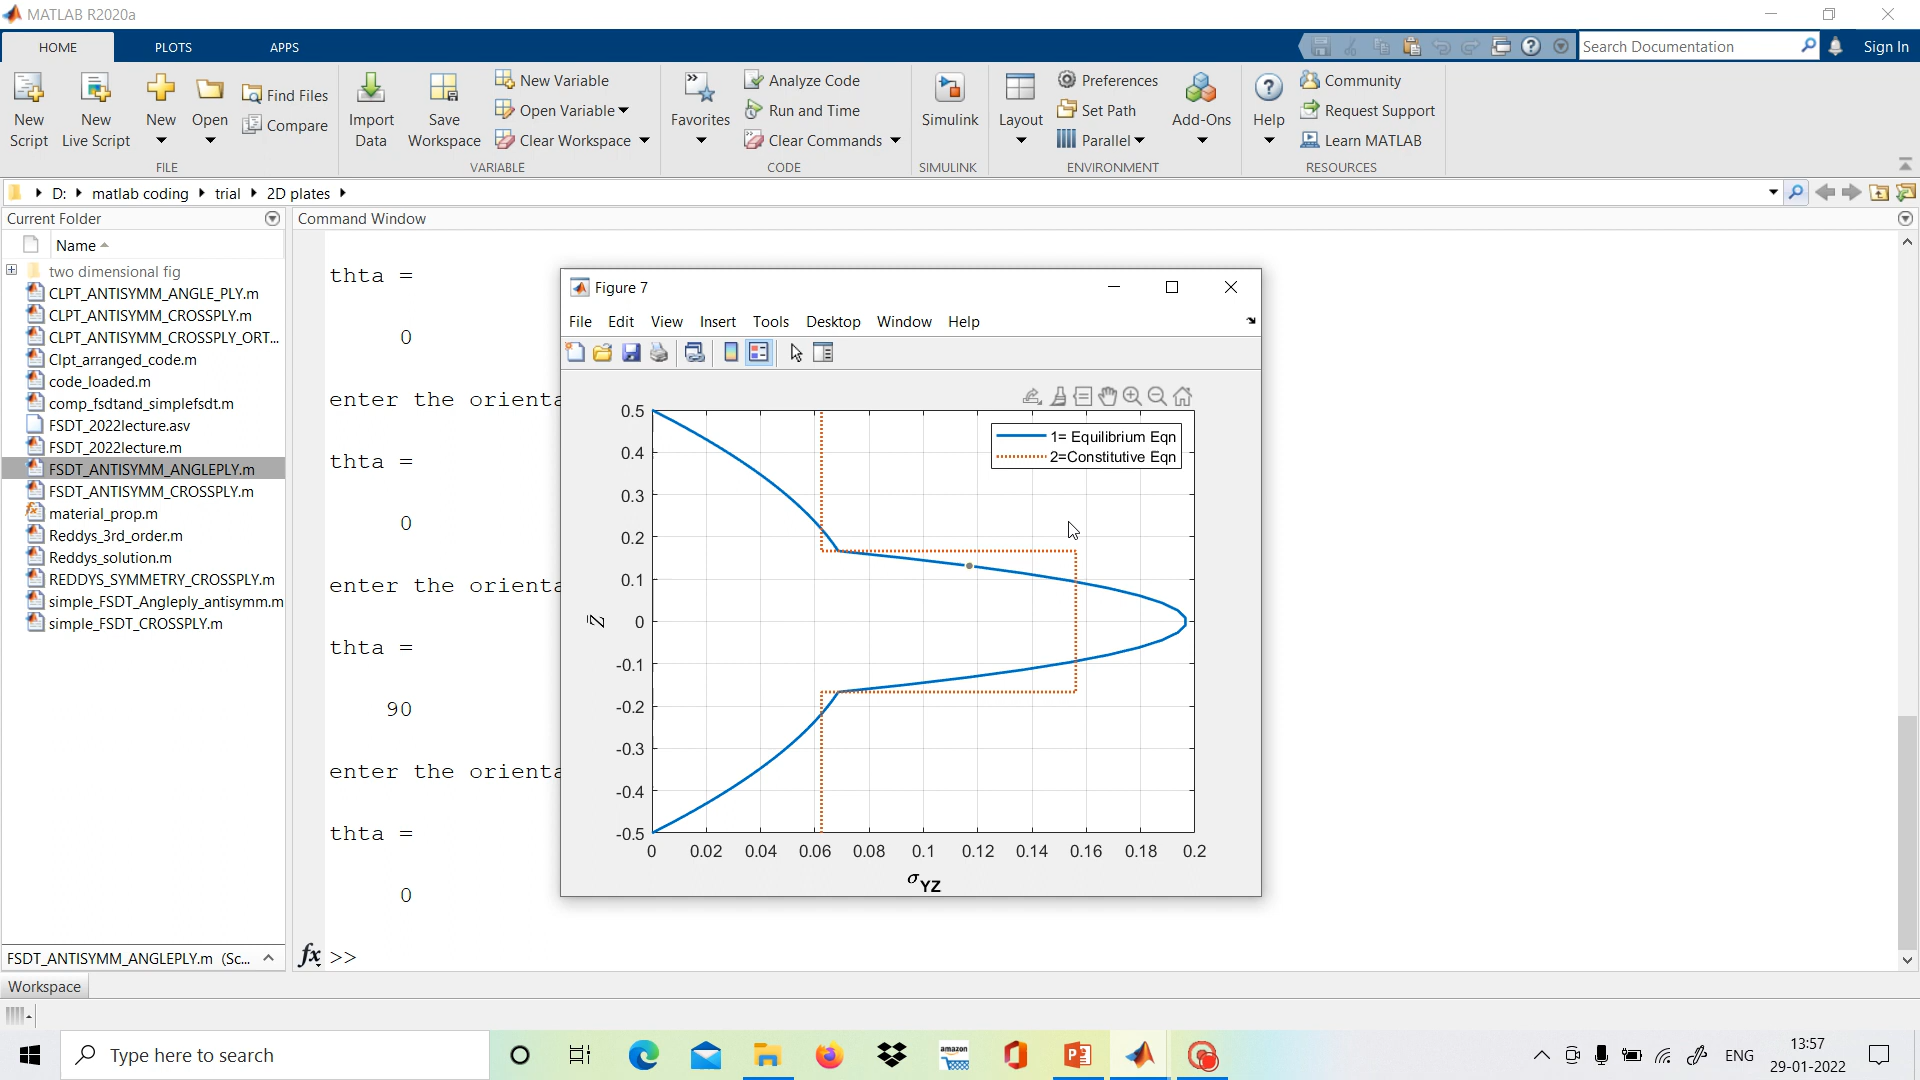 MATLAB R2020a
HOME PLOTS APPS
Search Documentation
Sign In
New Script
New Live Script
New
Open
Find Files
Compare
FILE
Import Data
Save Workspace
New Variable
Open Variable
Clear Workspace
VARIABLE
Favorites
Analyze Code
Run and Time
Clear Commands
CODE
Simulink
SIMULINK
Layout
Preferences
Set Path
Parallel
Add-Ons
ENVIRONMENT
Help
Community
Request Support
Learn MATLAB
RESOURCES
D: matlab coding trial 2D plates
Current Folder
Name
two dimensional fig
CLPT_ANTISYMM_ANGLE_PLY.m
CLPT_ANTISYMM_CROSSPLY.m
CLPT_ANTISYMM_CROSSPLY_ORT...
Clpt_arranged_code.m
code_loaded.m
comp_fsdtand_simplefsdt.m
FSDT_2022lecture.asv
FSDT_2022lecture.m
FSDT_ANTISYMM_ANGLEPLY.m
FSDT_ANTISYMM_CROSSPLY.m
material_prop.m
Reddys_3rd_order.m
Reddys_solution.m
REDDYS_SYMMETRY_CROSSPLY.m
simple_FSDT_Angleply_antisymm.m
simple_FSDT_CROSSPLY.m
FSDT_ANTISYMM_ANGLEPLY.m (Sc...
Workspace
Command Window
thta =
0
enter the orienta
thta =
0
enter the orienta
thta =
90
enter the orienta
thta =
0
fx >>
Figure 7
File Edit View Insert Tools Desktop Window Help
1= Equilibrium Eqn
2=Constitutive Eqn
0.5
0.4
0.3
0.2
0.1
0
-0.1
-0.2
-0.3
-0.4
-0.5
z̄
0 0.02 0.04 0.06 0.08 0.1 0.12 0.14 0.16 0.18 0.2
σ YZ
Type here to search
amazon
ENG
13:57
29-01-2022